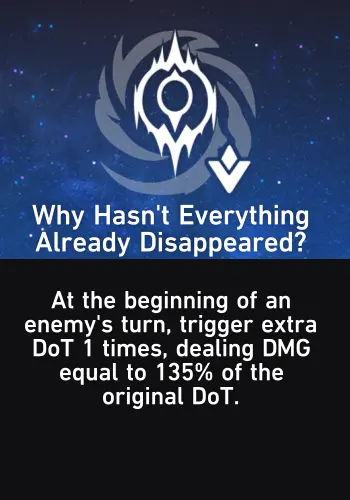 Why Hasn't Everything
Already Disappeared?
At the beginning of an
enemy's turn, trigger extra
DoT 1 times, dealing DMG
equal to 135% of the
original DoT.